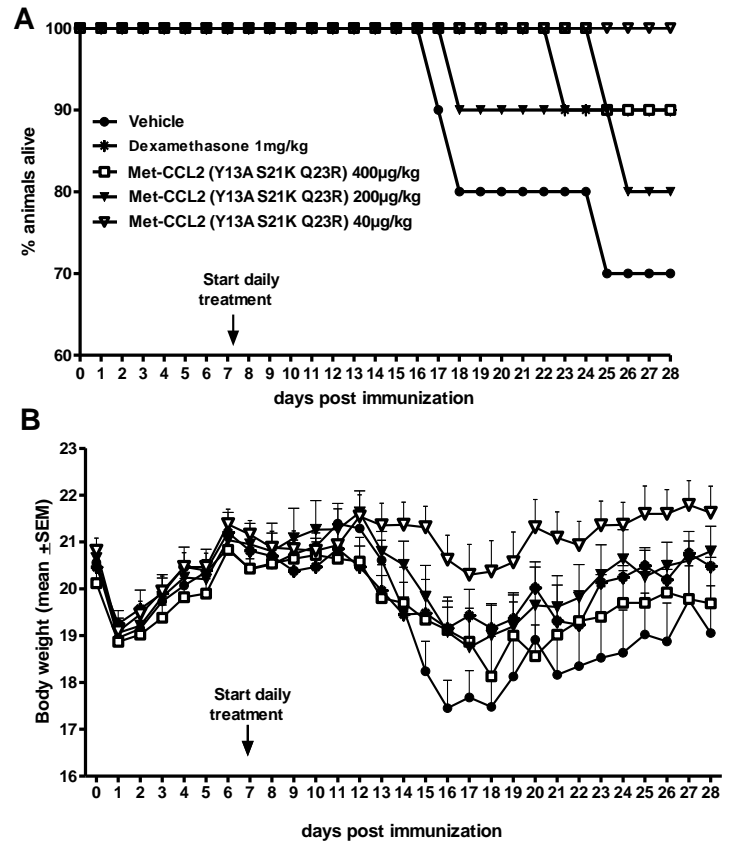 A
100
90
80
70
60
% animals alive
Vehicle
Dexamethasone 1mg/kg
Met-CCL2 (Y13A S21K Q23R) 400µg/kg
Met-CCL2 (Y13A S21K Q23R) 200µg/kg
Met-CCL2 (Y13A S21K Q23R) 40µg/kg
Start daily
treatment
0 1 2 3 4 5 6 7 8 9 10 11 12 13 14 15 16 17 18 19 20 21 22 23 24 25 26 27 28
days post immunization
B
23
22
21
20
19
18
17
16
Body weight (mean ±SEM)
Start daily
treatment
0 1 2 3 4 5 6 7 8 9 10 11 12 13 14 15 16 17 18 19 20 21 22 23 24 25 26 27 28
days post immunization